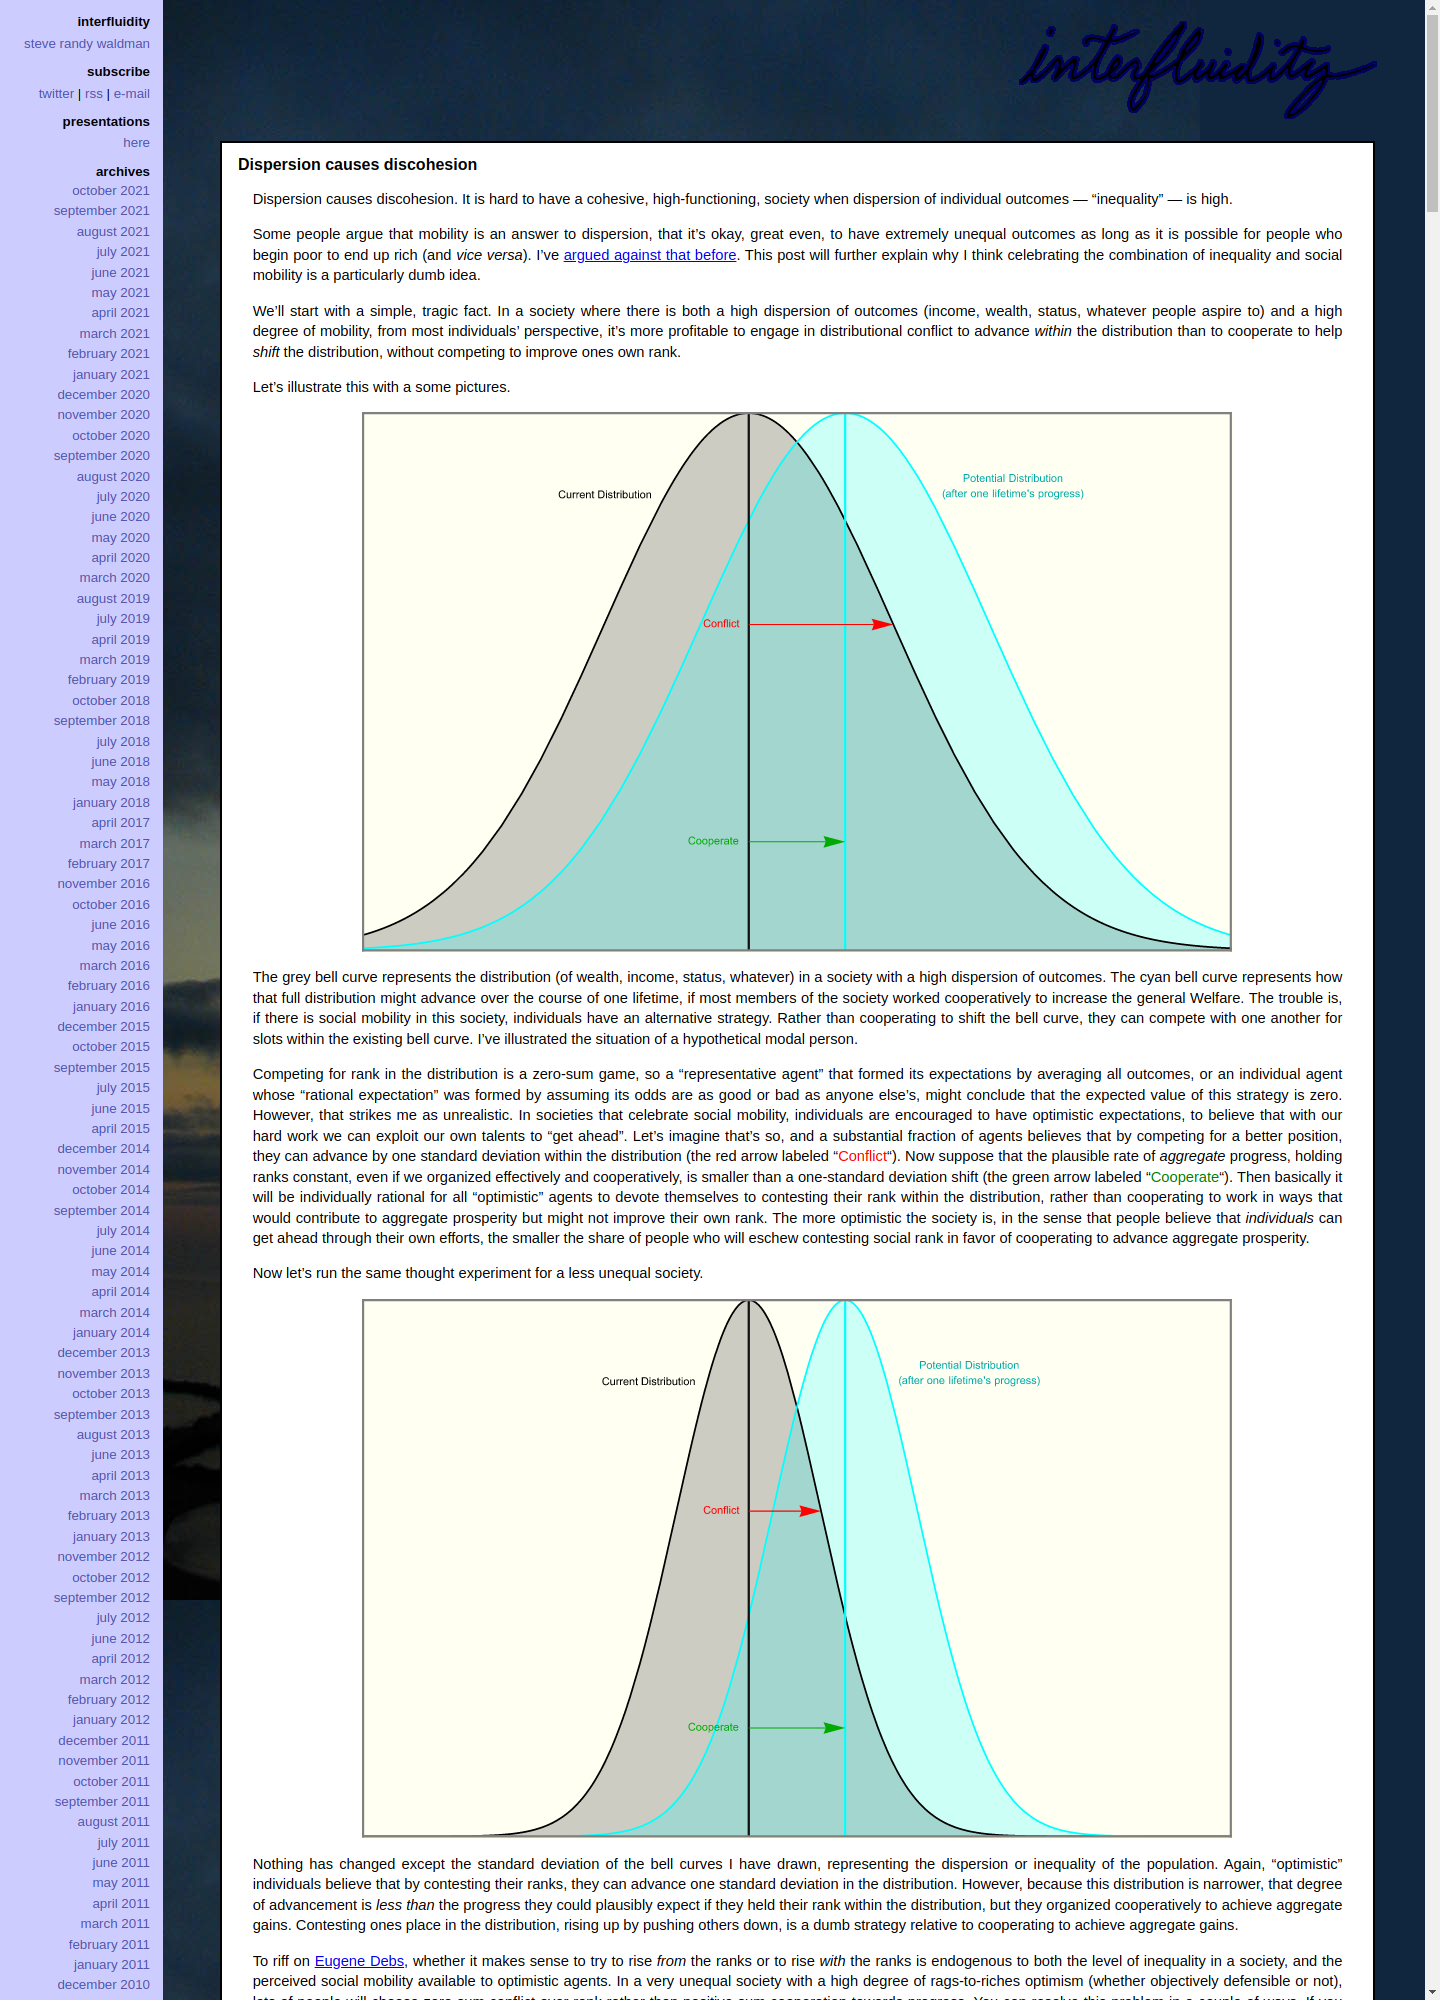 interfluidity
steve randy waldman
subscribe
twitter | rss | e-mail
presentations
here
archives
october 2021
september 2021
august 2021
july 2021
june 2021
may 2021
april 2021
march 2021
february 2021
january 2021
december 2020
november 2020
october 2020
september 2020
august 2020
july 2020
june 2020
may 2020
april 2020
march 2020
august 2019
july 2019
april 2019
march 2019
february 2019
october 2018
september 2018
july 2018
june 2018
may 2018
january 2018
april 2017
march 2017
february 2017
november 2016
october 2016
june 2016
may 2016
march 2016
february 2016
january 2016
december 2015
october 2015
september 2015
july 2015
june 2015
april 2015
december 2014
november 2014
october 2014
september 2014
july 2014
june 2014
may 2014
april 2014
march 2014
january 2014
december 2013
november 2013
october 2013
september 2013
august 2013
june 2013
april 2013
march 2013
february 2013
january 2013
november 2012
october 2012
september 2012
july 2012
june 2012
april 2012
march 2012
february 2012
january 2012
december 2011
november 2011
october 2011
september 2011
august 2011
july 2011
june 2011
may 2011
april 2011
march 2011
february 2011
january 2011
december 2010
interfluidity
Dispersion causes discohesion
Dispersion causes discohesion. It is hard to have a cohesive, high-functioning, society when dispersion of individual outcomes — “inequality” — is high.
Some people argue that mobility is an answer to dispersion, that it’s okay, great even, to have extremely unequal outcomes as long as it is possible for people who
begin poor to end up rich (and vice versa). I’ve argued against that before. This post will further explain why I think celebrating the combination of inequality and social
mobility is a particularly dumb idea.
We’ll start with a simple, tragic fact. In a society where there is both a high dispersion of outcomes (income, wealth, status, whatever people aspire to) and a high
degree of mobility, from most individuals’ perspective, it’s more profitable to engage in distributional conflict to advance within the distribution than to cooperate to help
shift the distribution, without competing to improve ones own rank.
Let’s illustrate this with a some pictures.
Current Distribution
Potential Distribution
(after one lifetime's progress)
Conflict
Cooperate
The grey bell curve represents the distribution (of wealth, income, status, whatever) in a society with a high dispersion of outcomes. The cyan bell curve represents how
that full distribution might advance over the course of one lifetime, if most members of the society worked cooperatively to increase the general Welfare. The trouble is,
if there is social mobility in this society, individuals have an alternative strategy. Rather than cooperating to shift the bell curve, they can compete with one another for
slots within the existing bell curve. I’ve illustrated the situation of a hypothetical modal person.
Competing for rank in the distribution is a zero-sum game, so a “representative agent” that formed its expectations by averaging all outcomes, or an individual agent
whose “rational expectation” was formed by assuming its odds are as good or bad as anyone else’s, might conclude that the expected value of this strategy is zero.
However, that strikes me as unrealistic. In societies that celebrate social mobility, individuals are encouraged to have optimistic expectations, to believe that with our
hard work we can exploit our own talents to “get ahead”. Let’s imagine that’s so, and a substantial fraction of agents believes that by competing for a better position,
they can advance by one standard deviation within the distribution (the red arrow labeled “Conflict“). Now suppose that the plausible rate of aggregate progress, holding
ranks constant, even if we organized effectively and cooperatively, is smaller than a one-standard deviation shift (the green arrow labeled “Cooperate“). Then basically it
will be individually rational for all “optimistic” agents to devote themselves to contesting their rank within the distribution, rather than cooperating to work in ways that
would contribute to aggregate prosperity but might not improve their own rank. The more optimistic the society is, in the sense that people believe that individuals can
get ahead through their own efforts, the smaller the share of people who will eschew contesting social rank in favor of cooperating to advance aggregate prosperity.
Now let’s run the same thought experiment for a less unequal society.
Current Distribution
Potential Distribution
(after one lifetime's progress)
Conflict
Cooperate
Nothing has changed except the standard deviation of the bell curves I have drawn, representing the dispersion or inequality of the population. Again, “optimistic”
individuals believe that by contesting their ranks, they can advance one standard deviation in the distribution. However, because this distribution is narrower, that degree
of advancement is less than the progress they could plausibly expect if they held their rank within the distribution, but they organized cooperatively to achieve aggregate
gains. Contesting ones place in the distribution, rising up by pushing others down, is a dumb strategy relative to cooperating to achieve aggregate gains.
To riff on Eugene Debs, whether it makes sense to try to rise from the ranks or to rise with the ranks is endogenous to both the level of inequality in a society, and the
perceived social mobility available to optimistic agents. In a very unequal society with a high degree of rags-to-riches optimism (whether objectively defensible or not),